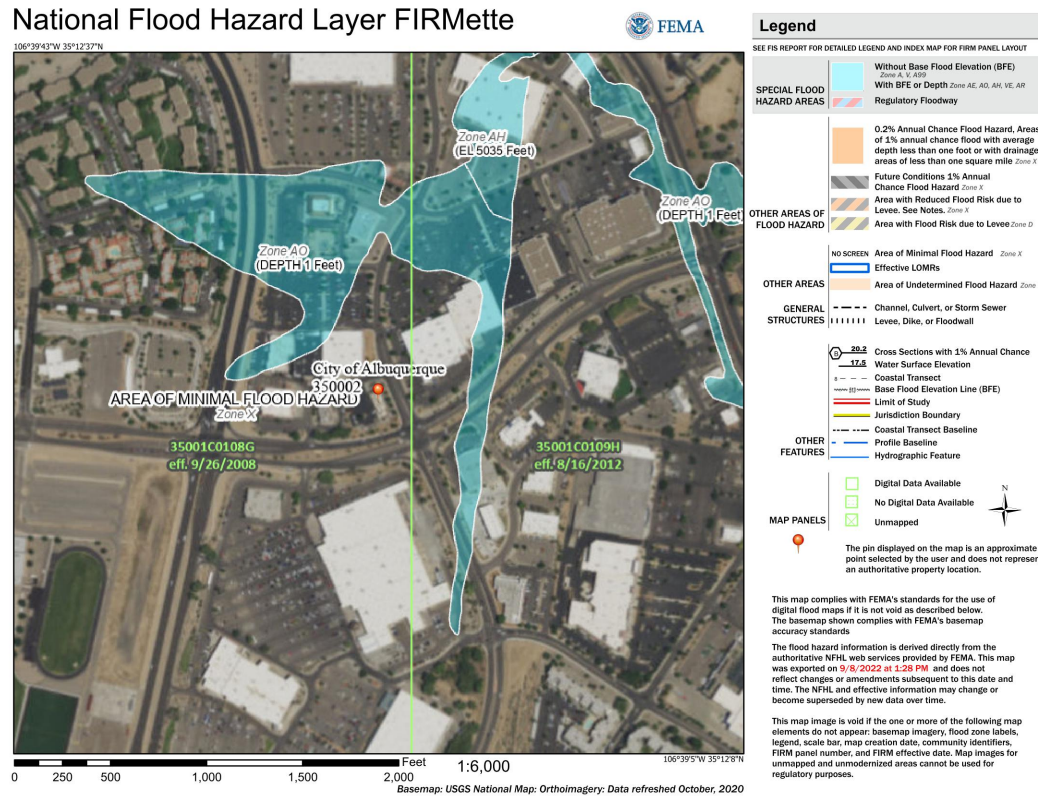 National Flood Hazard Layer FIRMette
FEMA
106°39'43"W 35°12'37"N
Zone AH
(EL 5035 Feet)
Zone AO
(DEPTH 1 Feet)
Zone AO
(DEPTH 1 Feet)
City of Albuquerque
350002
AREA OF MINIMAL FLOOD HAZARD
Zone X
35001C0108G
eff. 9/26/2008
35001C0109H
eff. 8/16/2012
106°39'5"W 35°12'8"N
0 250 500 1,000 1,500 2,000
Feet
1:6,000
Basemap: USGS National Map: Orthoimagery: Data refreshed October, 2020
Legend
SEE FIS REPORT FOR DETAILED LEGEND AND INDEX MAP FOR FIRM PANEL LAYOUT
SPECIAL FLOOD
HAZARD AREAS
Without Base Flood Elevation (BFE)
Zone A, V, A99
With BFE or Depth Zone AE, AO, AH, VE, AR
Regulatory Floodway
OTHER AREAS OF
FLOOD HAZARD
0.2% Annual Chance Flood Hazard, Areas
of 1% annual chance flood with average
depth less than one foot or with drainage
areas of less than one square mile Zone X
Future Conditions 1% Annual
Chance Flood Hazard Zone X
Area with Reduced Flood Risk due to
Levee. See Notes. Zone X
Area with Flood Risk due to Levee Zone D
OTHER AREAS
NO SCREEN Area of Minimal Flood Hazard Zone X
Effective LOMRs
Area of Undetermined Flood Hazard Zone
GENERAL
STRUCTURES
Channel, Culvert, or Storm Sewer
Levee, Dike, or Floodwall
OTHER
FEATURES
B 20.2 Cross Sections with 1% Annual Chance
17.5 Water Surface Elevation
8 Coastal Transect
Base Flood Elevation Line (BFE)
Limit of Study
Jurisdiction Boundary
Coastal Transect Baseline
Profile Baseline
Hydrographic Feature
MAP PANELS
Digital Data Available
No Digital Data Available
Unmapped
N
The pin displayed on the map is an approximate
point selected by the user and does not represen
an authoritative property location.
This map complies with FEMA's standards for the use of
digital flood maps if it is not void as described below.
The basemap shown complies with FEMA's basemap
accuracy standards
The flood hazard information is derived directly from the
authoritative NFHL web services provided by FEMA. This map
was exported on 9/8/2022 at 1:28 PM and does not
reflect changes or amendments subsequent to this date and
time. The NFHL and effective information may change or
become superseded by new data over time.
This map image is void if the one or more of the following map
elements do not appear: basemap imagery, flood zone labels,
legend, scale bar, map creation date, community identifiers,
FIRM panel number, and FIRM effective date. Map images for
unmapped and unmodernized areas cannot be used for
regulatory purposes.